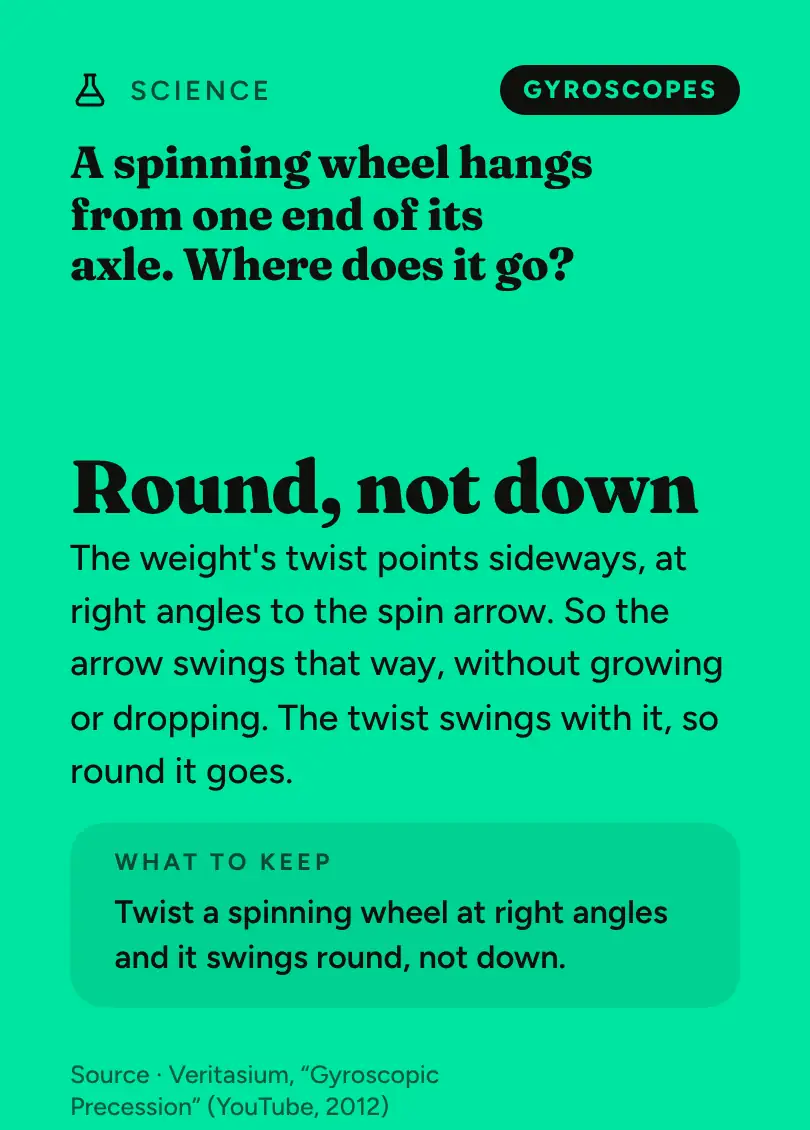 SCIENCE
GYROSCOPES
A spinning wheel hangs
from one end of its
axle. Where does it go?
Round, not down
The weight's twist points sideways, at
right angles to the spin arrow. So the
arrow swings that way, without growing
or dropping. The twist swings with it, so
round it goes.
WHAT TO KEEP
Twist a spinning wheel at right angles
and it swings round, not down.
Source · Veritasium, “Gyroscopic
Precession” (YouTube, 2012)